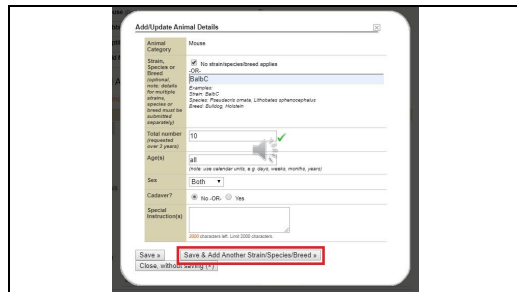 Add/Update Animal Details
Animal
Category
Mouse
Strain,
Species or
Breed
(optional,
note: details
for multiple
strains,
species or
breed must be
submitted
separately)
No strain/species/breed applies
-OR-
BalbC
Examples:
Strain: BalbC
Species: Pseudacris ornate, Lithobates sphenocephalus
Breed: Bulldog, Holstein
Total number
(requested
over 3 years)
10
Age(s)
all
(note: use calender units, e.g. days, weeks, months, years)
Sex
Both
Cadaver?
No -OR- Yes
Special
Instruction(s)
2000 characters left. Limit 2000 characters.
Save »
Save & Add Another Strain/Species/Breed »
Close, without saving (×)